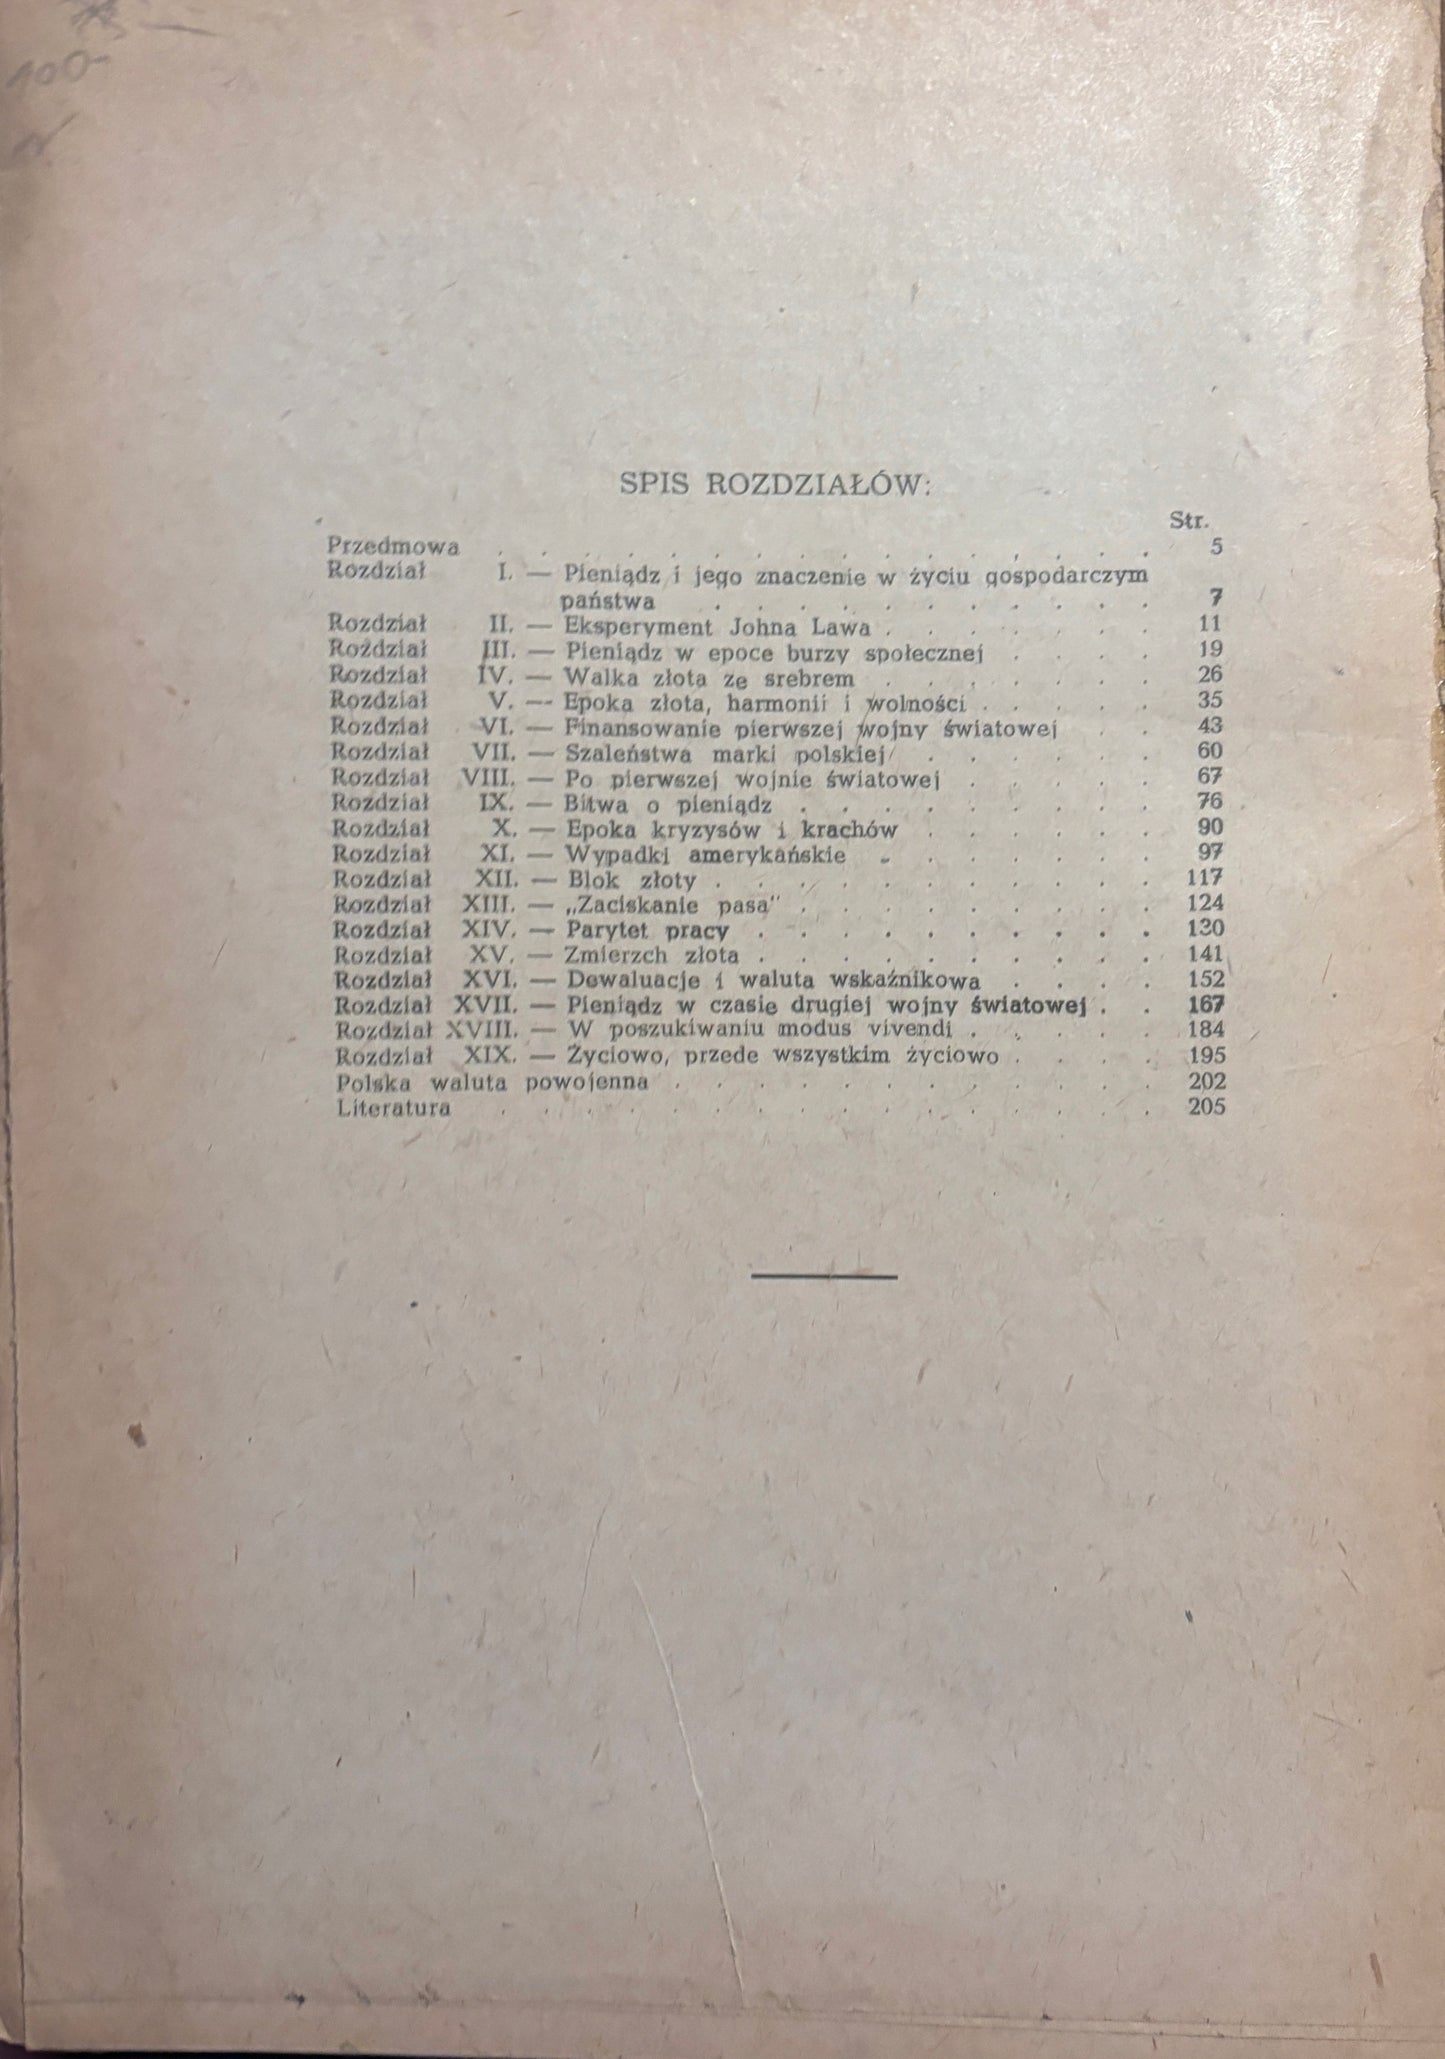 100-
SPIS ROZDZIAŁÓW:
Str.
Przedmowa . . . . . . . . . . . . . . . . 5
Rozdział I. — Pieniądz i jego znaczenie w życiu gospodarczym
państwa . . . . . . . . . . . 7
Rozdział II. — Eksperyment Johna Lawa . . . . . . . 11
Rozdział III. — Pieniądz w epoce burzy społecznej . . . . 19
Rozdział IV. — Walka złota ze srebrem . . . . . . . 26
Rozdział V. — Epoka złota, harmonii i wolności . . . . . 35
Rozdział VI. — Finansowanie pierwszej wojny światowej . . 43
Rozdział VII. — Szaleństwa marki polskiej . . . . . . 60
Rozdział VIII. — Po pierwszej wojnie światowej . . . . . 67
Rozdział IX. — Bitwa o pieniądz . . . . . . . . . 76
Rozdział X. — Epoka kryzysów i krachów . . . . . . 90
Rozdział XI. — Wypadki amerykańskie . . . . . . . 97
Rozdział XII. — Blok złoty . . . . . . . . . . . 117
Rozdział XIII. — „Zaciskanie pasa" . . . . . . . . . 124
Rozdział XIV. — Parytet pracy . . . . . . . . . . 130
Rozdział XV. — Zmierzch złota . . . . . . . . . . 141
Rozdział XVI. — Dewaluacje i waluta wskaźnikowa . . . . 152
Rozdział XVII. — Pieniądz w czasie drugiej wojny światowej . . 167
Rozdział XVIII. — W poszukiwaniu modus vivendi . . . . . 184
Rozdział XIX. — Życiowo, przede wszystkim życiowo . . . . 195
Polska waluta powojenna . . . . . . . . . . . . 202
Literatura . . . . . . . . . . . . . . . . 205